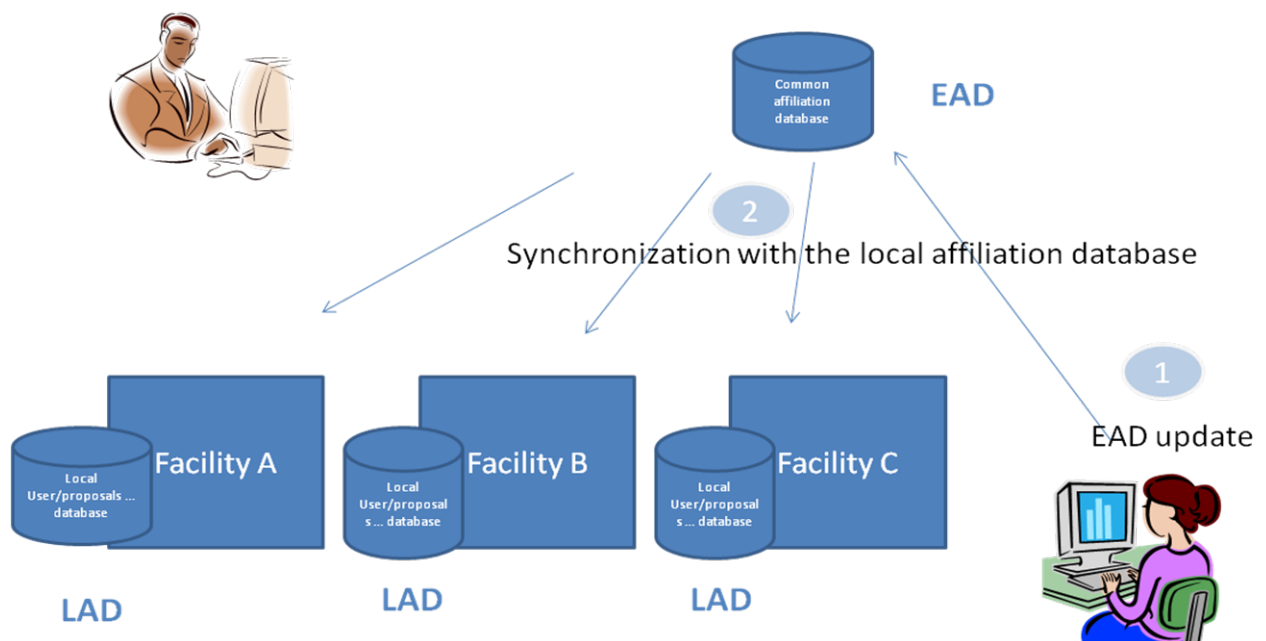 Common
affiliation
database
EAD
2
Synchronization with the local affiliation database
1
EAD update
Facility A
Local
User/proposals ...
database
Facility B
Local
User/proposal
s ... database
Facility C
Local
User/proposal
s ... database
LAD
LAD
LAD